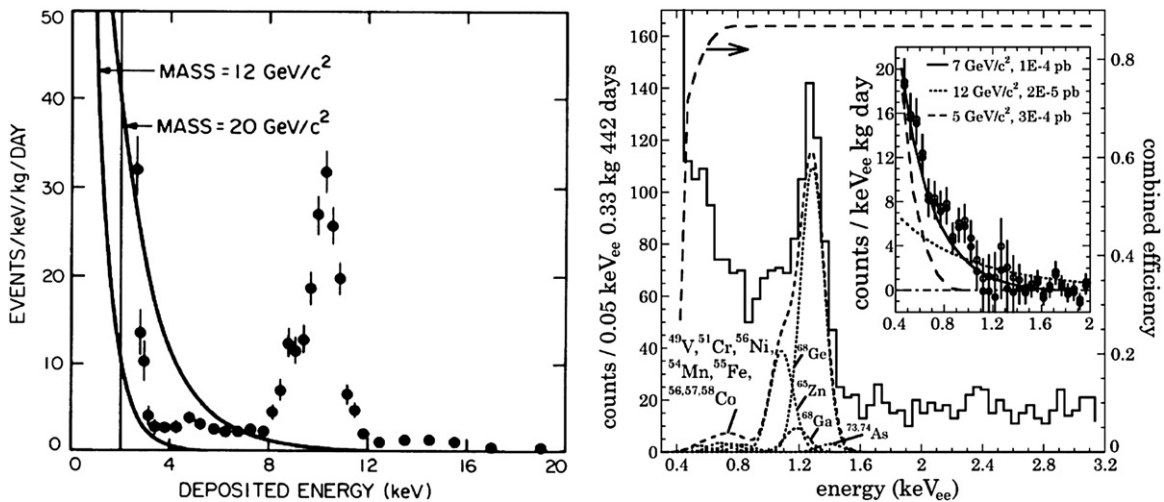 50
40
30
20
10
0
EVENTS/keV/kg/DAY
MASS = 12 GeV/c²
MASS = 20 GeV/c²
0 4 8 12 16 20
DEPOSITED ENERGY (keV)
160
140
120
100
80
60
40
20
0
counts / 0.05 keVₑₑ 0.33 kg 442 days
⁴⁹V, ⁵¹Cr, ⁵⁶Ni,
⁵⁴Mn, ⁵⁵Fe,
⁵⁶,⁵⁷,⁵⁸Co
⁶⁸Ge
⁶⁵Zn
⁶⁸Ga
⁷³,⁷⁴As
20
16
12
8
4
0
counts / keVₑₑ kg day
7 GeV/c², 1E-4 pb
12 GeV/c², 2E-5 pb
5 GeV/c², 3E-4 pb
0.4 0.8 1.2 1.6 2
0.8
0.6
0.4
0.2
0
combined efficiency
0.4 0.8 1.2 1.6 2 2.4 2.8 3.2
energy (keVₑₑ)